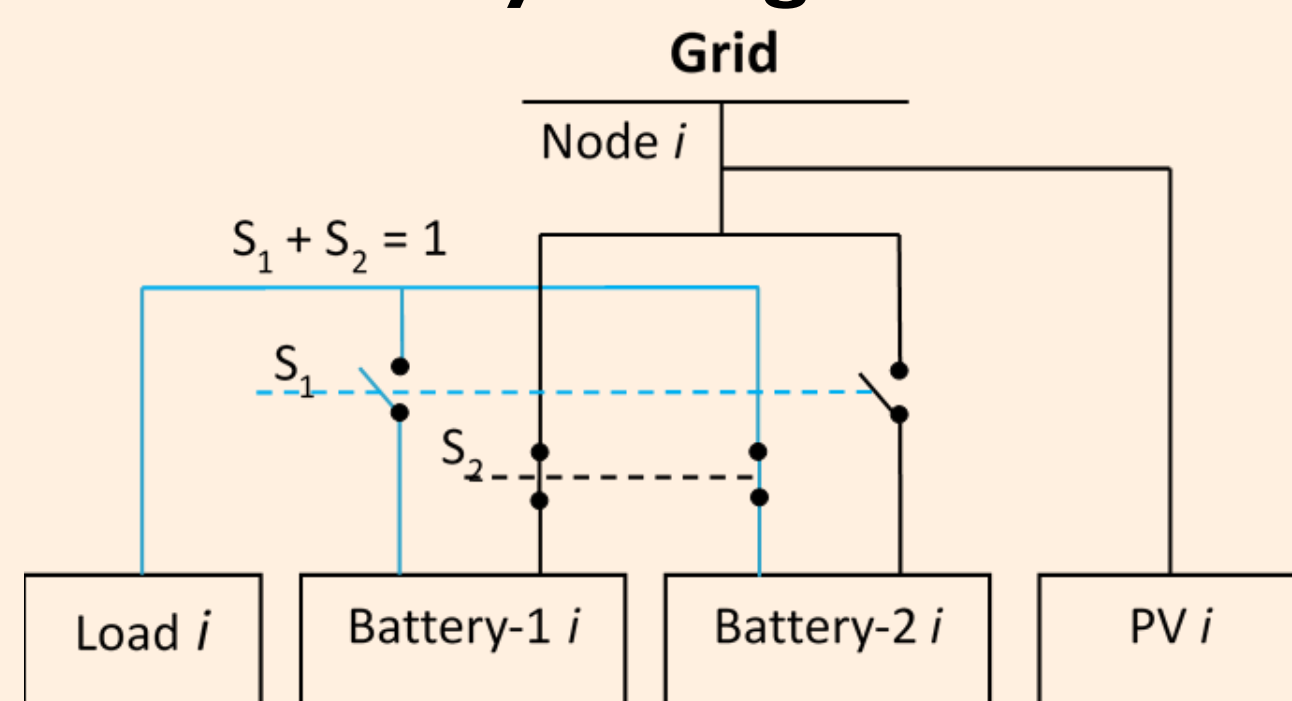 Grid
Node i
S₁ + S₂ = 1
S₁
S₂
Load i
Battery-1 i
Battery-2 i
PV i